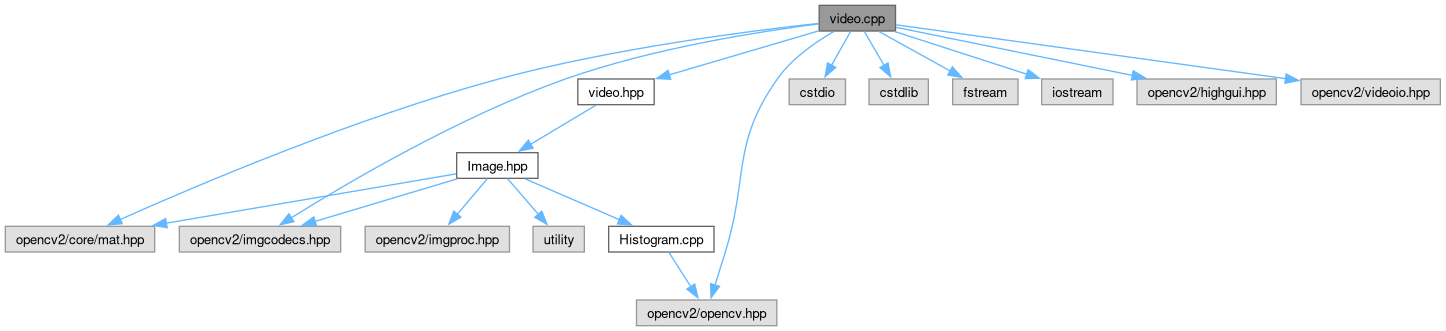 video.cpp
video.hpp
cstdio
cstdlib
fstream
iostream
opencv2/highgui.hpp
opencv2/videoio.hpp
Image.hpp
opencv2/core/mat.hpp
opencv2/imgcodecs.hpp
opencv2/imgproc.hpp
utility
Histogram.cpp
opencv2/opencv.hpp